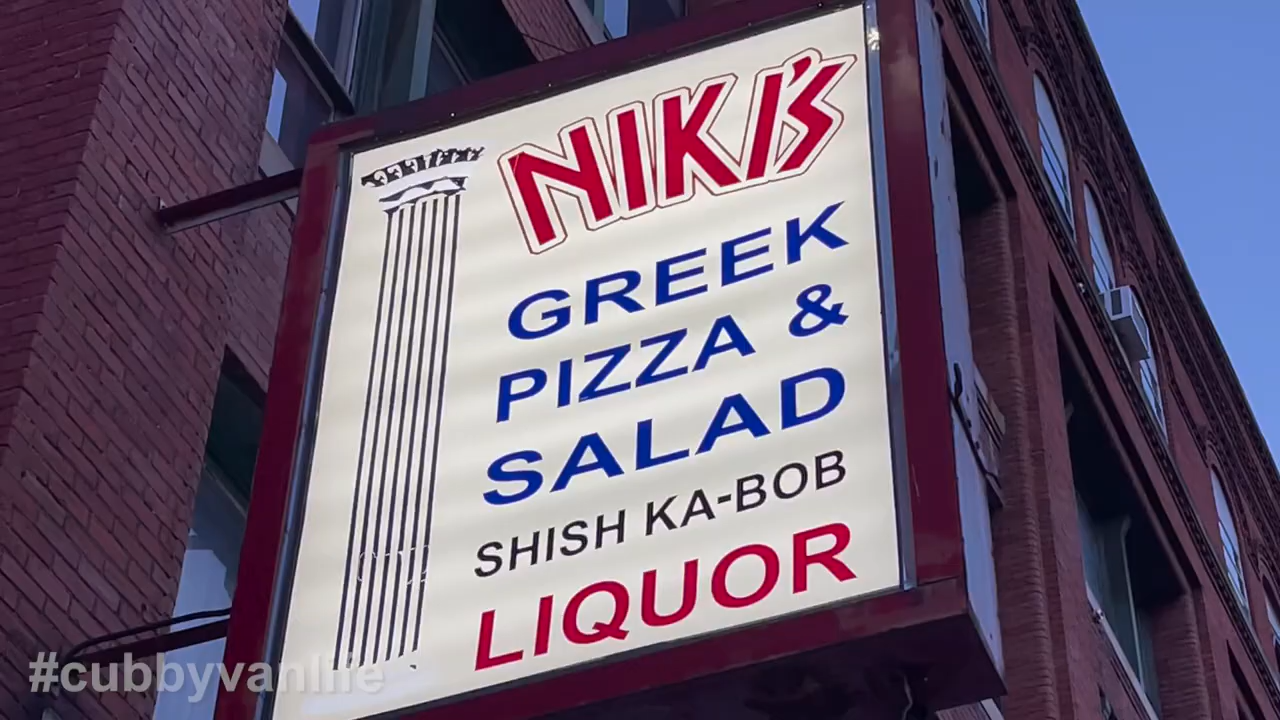 NIKI'S
GREEK
PIZZA &
SALAD
SHISH KA-BOB
LIQUOR
#cubbyvanlife